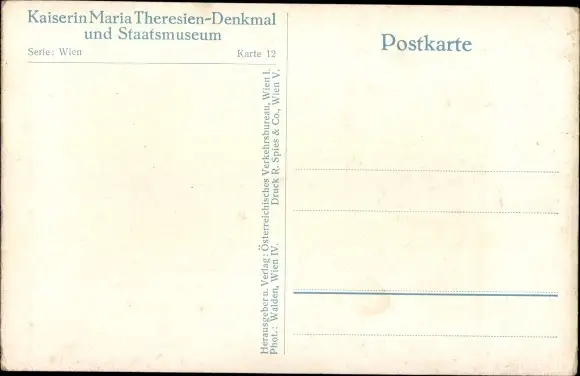 Kaiserin Maria Theresien-Denkmal
und Staatsmuseum
Serie: Wien Karte 12
Herausgeber u. Verlag: Österreichisches Verkehrsbureau, Wien I.
Phot.: Walden, Wien IV. Druck R. Spies & Co., Wien V.
Postkarte